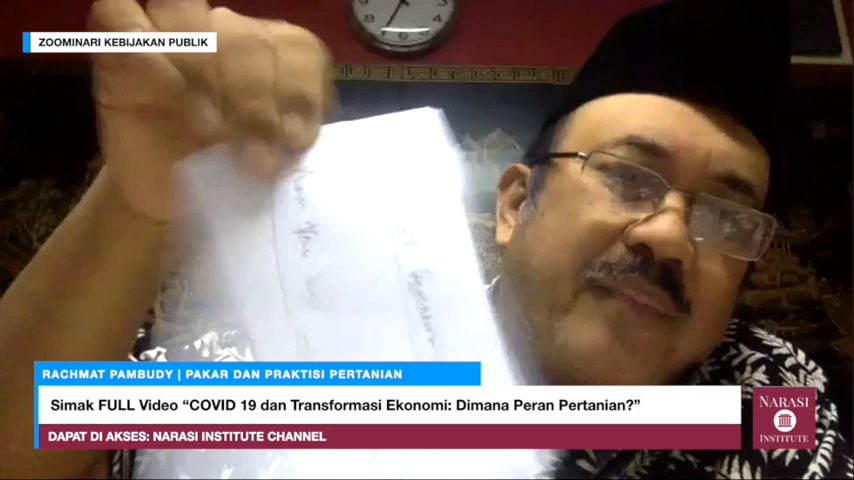 ZOOMINARI KEBIJAKAN PUBLIK
RACHMAT PAMBUDY | PAKAR DAN PRAKTISI PERTANIAN
Simak FULL Video “COVID 19 dan Transformasi Ekonomi: Dimana Peran Pertanian?”
DAPAT DI AKSES: NARASI INSTITUTE CHANNEL
NARASI
INSTITUTE